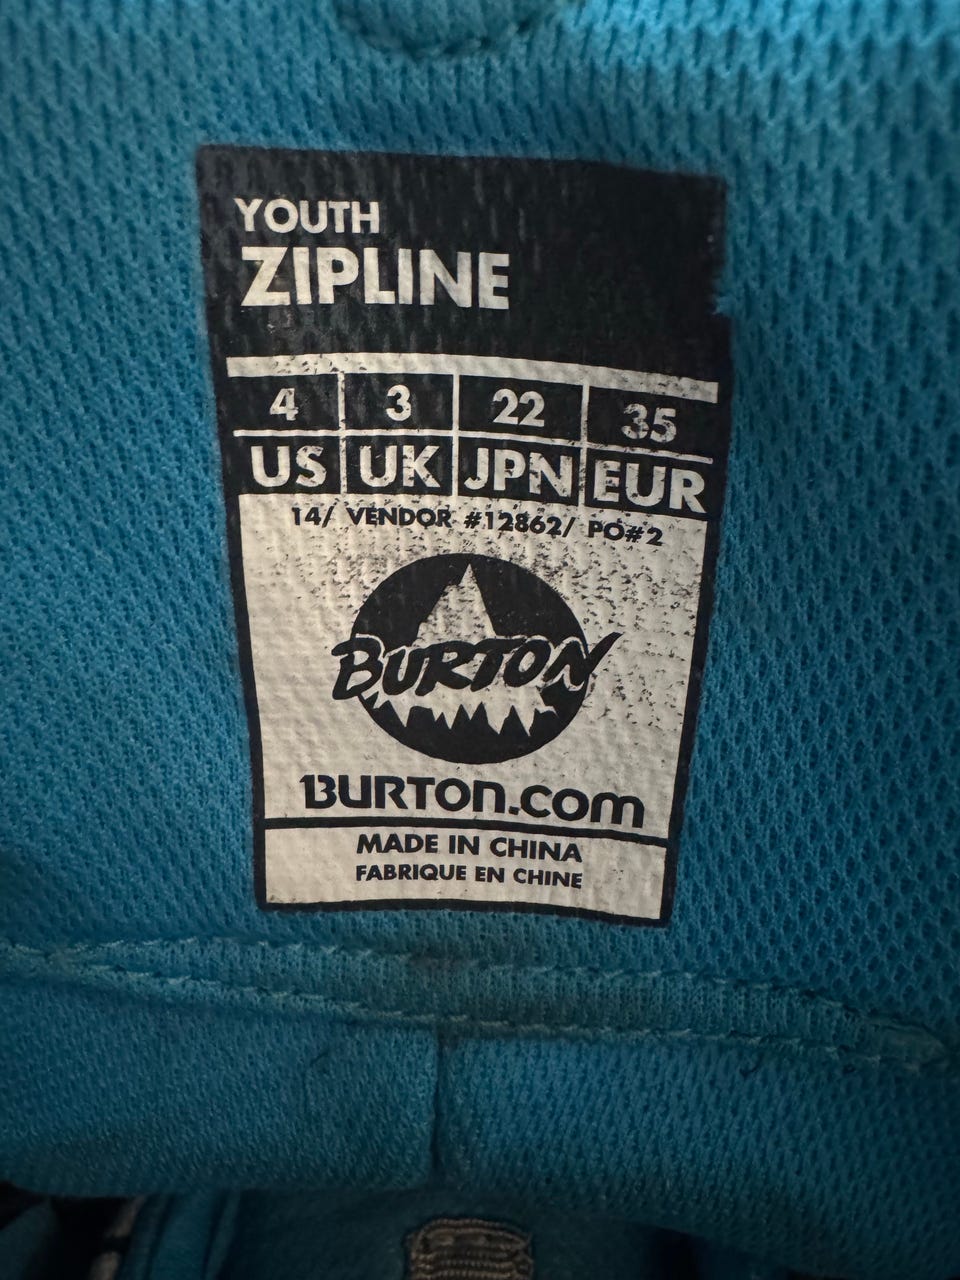 YOUTH
ZIPLINE
4 3 22 35
US UK JPN EUR
14/ VENDOR #12862/ PO#2
BURTON
BURTON.COM
MADE IN CHINA
FABRIQUE EN CHINE